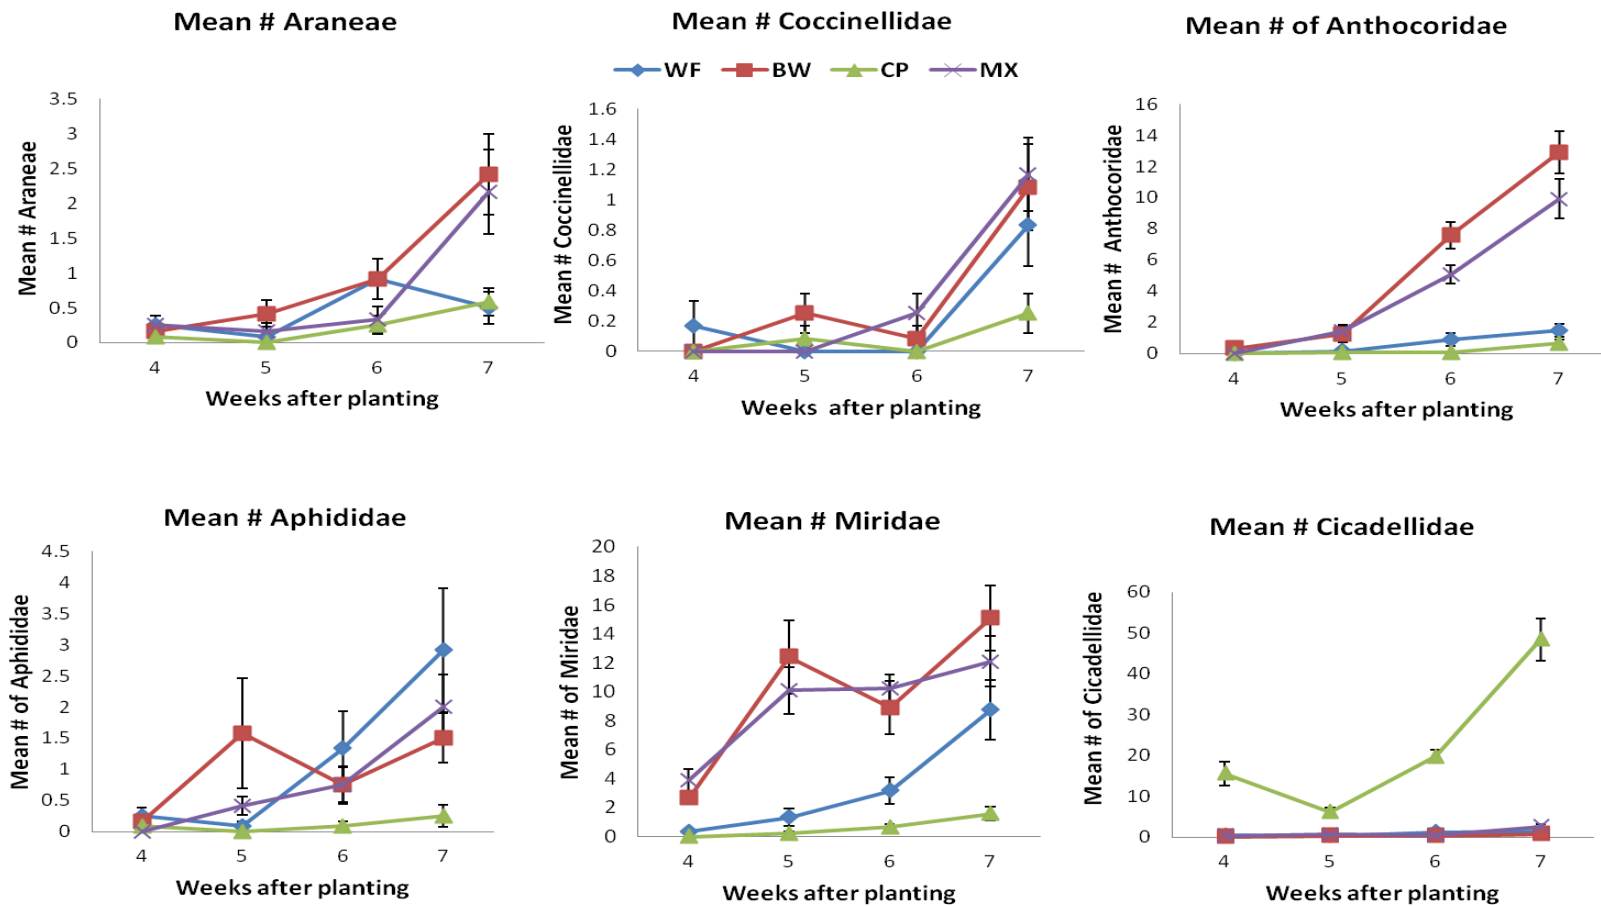 Mean # Araneae
Mean # Araneae
3.5
3
2.5
2
1.5
1
0.5
0
4 5 6 7
Weeks after planting
Mean # Coccinellidae
WF BW CP MX
Mean # Coccinellidae
1.6
1.4
1.2
1
0.8
0.6
0.4
0.2
0
4 5 6 7
Weeks after planting
Mean # of Anthocoridae
Mean # Anthocoridae
16
14
12
10
8
6
4
2
0
4 5 6 7
Weeks after planting
Mean # Aphididae
Mean # of Aphididae
4.5
4
3.5
3
2.5
2
1.5
1
0.5
0
4 5 6 7
Weeks after planting
Mean # Miridae
Mean # of Miridae
20
18
16
14
12
10
8
6
4
2
0
4 5 6 7
Weeks after planting
Mean # Cicadellidae
Mean # of Cicadellidae
60
50
40
30
20
10
0
4 5 6 7
Weeks after planting